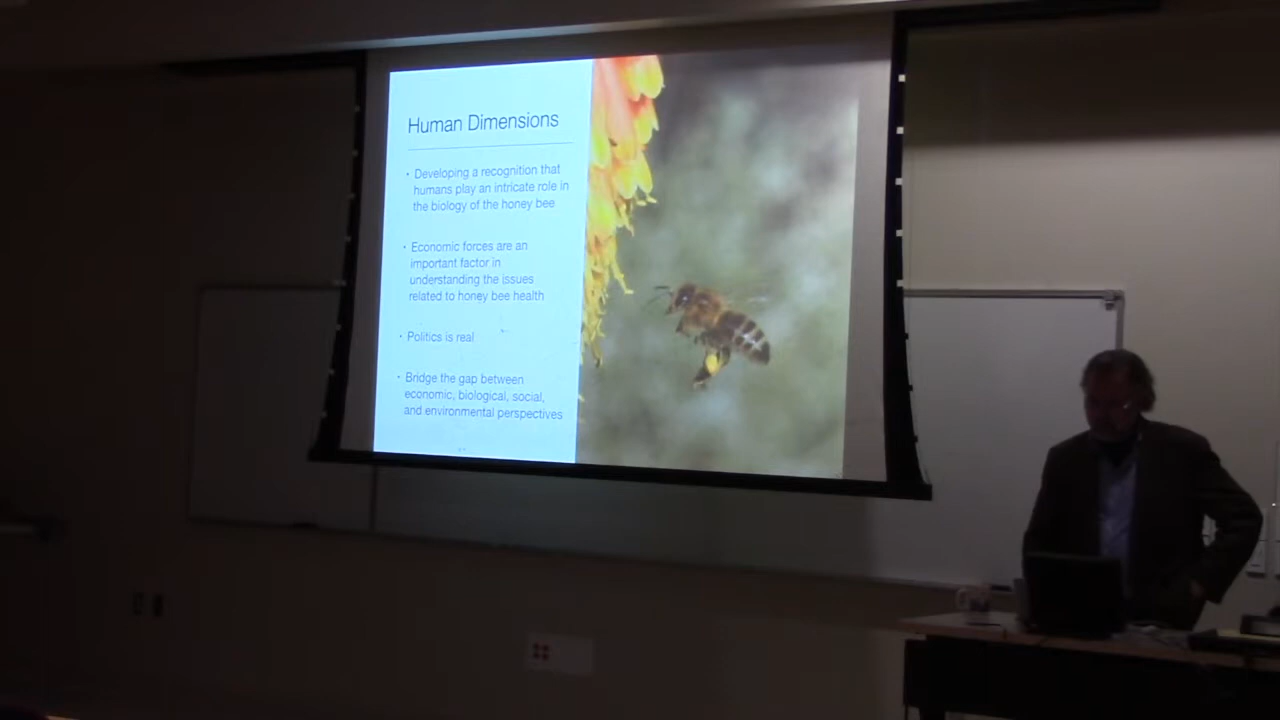 Human Dimensions
• Developing a recognition that
humans play an intricate role in
the biology of the honey bee
• Economic forces are an
important factor in
understanding the issues
related to honey bee health
• Politics is real
• Bridge the gap between
economic, biological, social,
and environmental perspectives